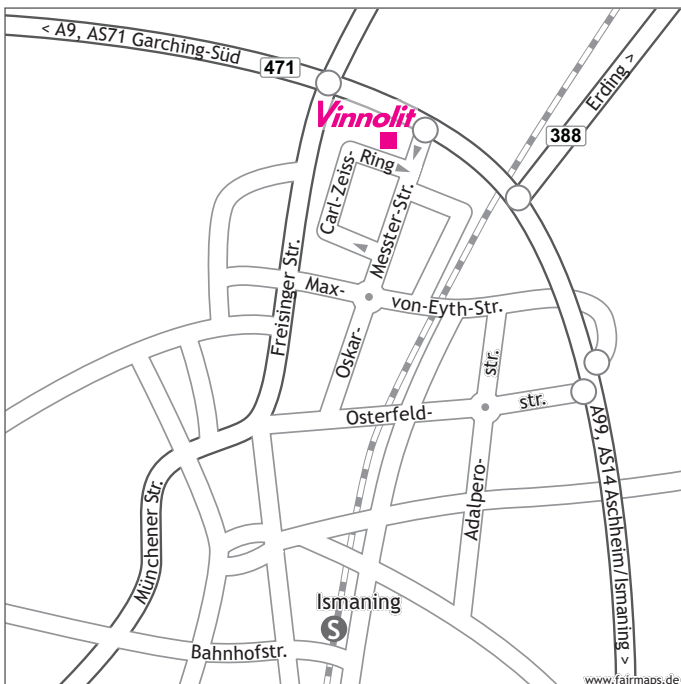 < A9, AS71 Garching-Süd
471
Erding >
388
Vinnolit
Ring
Carl-Zeiss-
Messter-Str.
Freisinger Str.
Max-
von-Eyth-Str.
Oskar-
str.
Osterfeld-
str.
Adalpero-
A99, AS14 Aschheim/Ismaning >
Münchener Str.
Ismaning
S
Bahnhofstr.
www.fairmaps.de